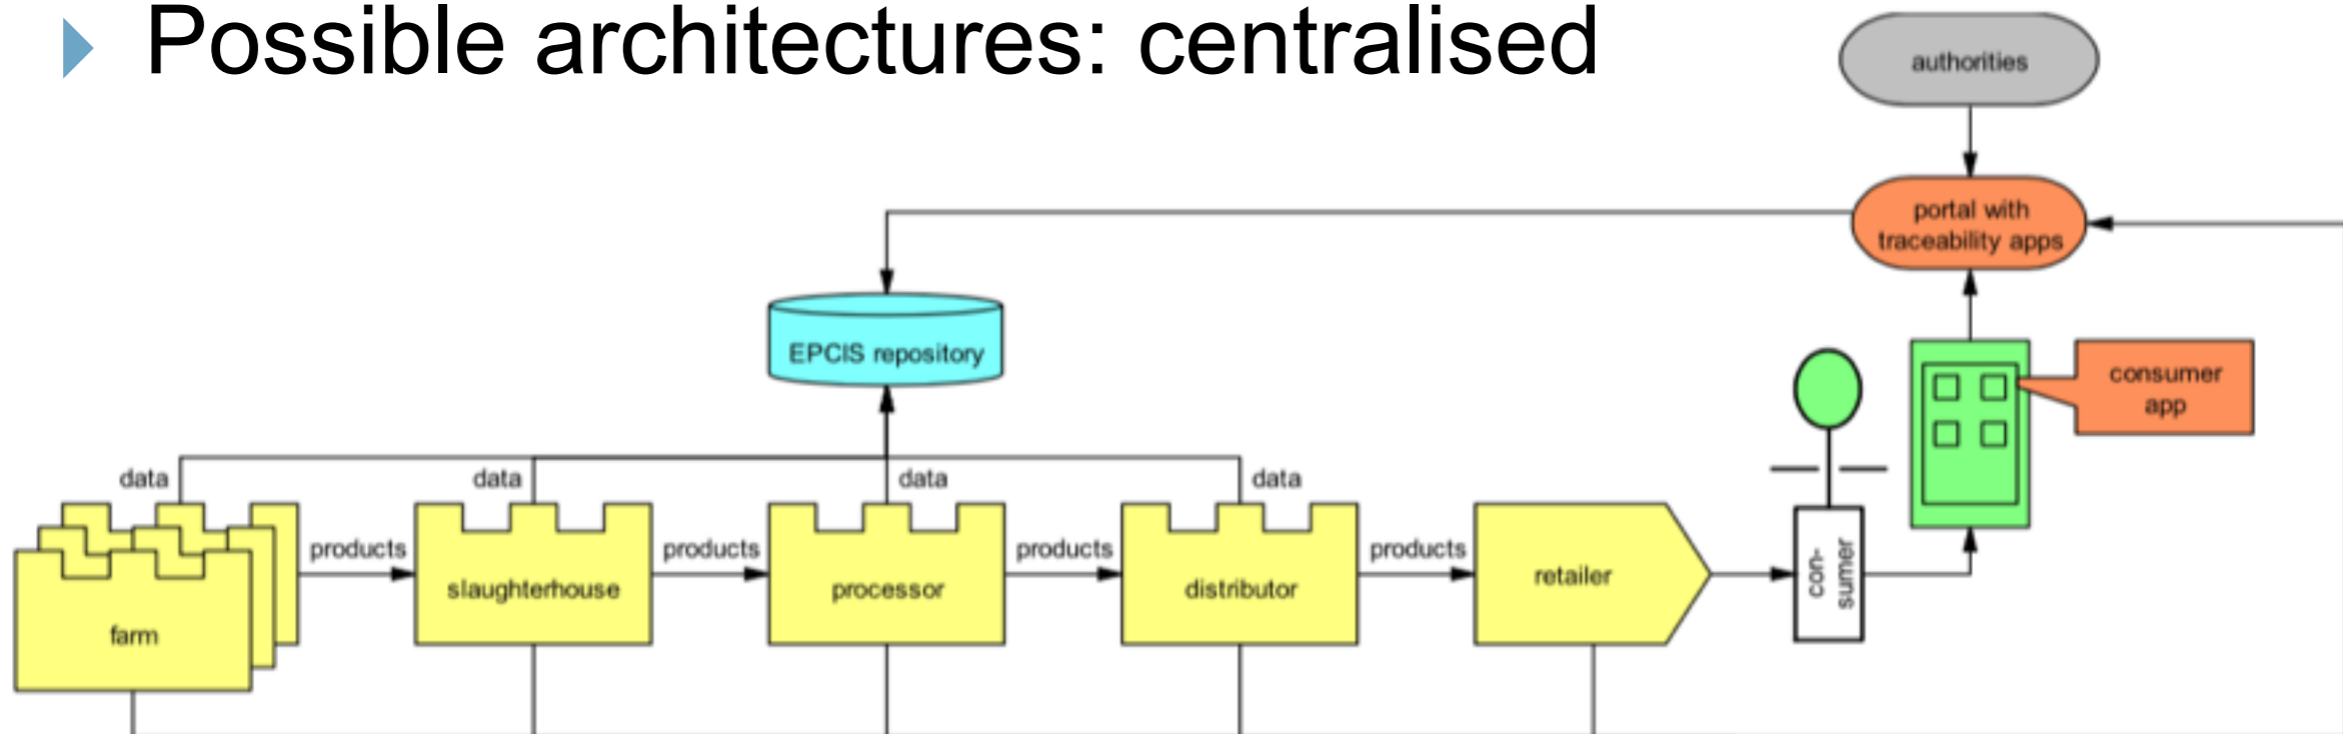 Possible architectures: centralised
authorities
portal with
traceability apps
EPCIS repository
consumer
app
data
data
data
data
products
products
products
products
farm
slaughterhouse
processor
distributor
retailer
con-
sumer